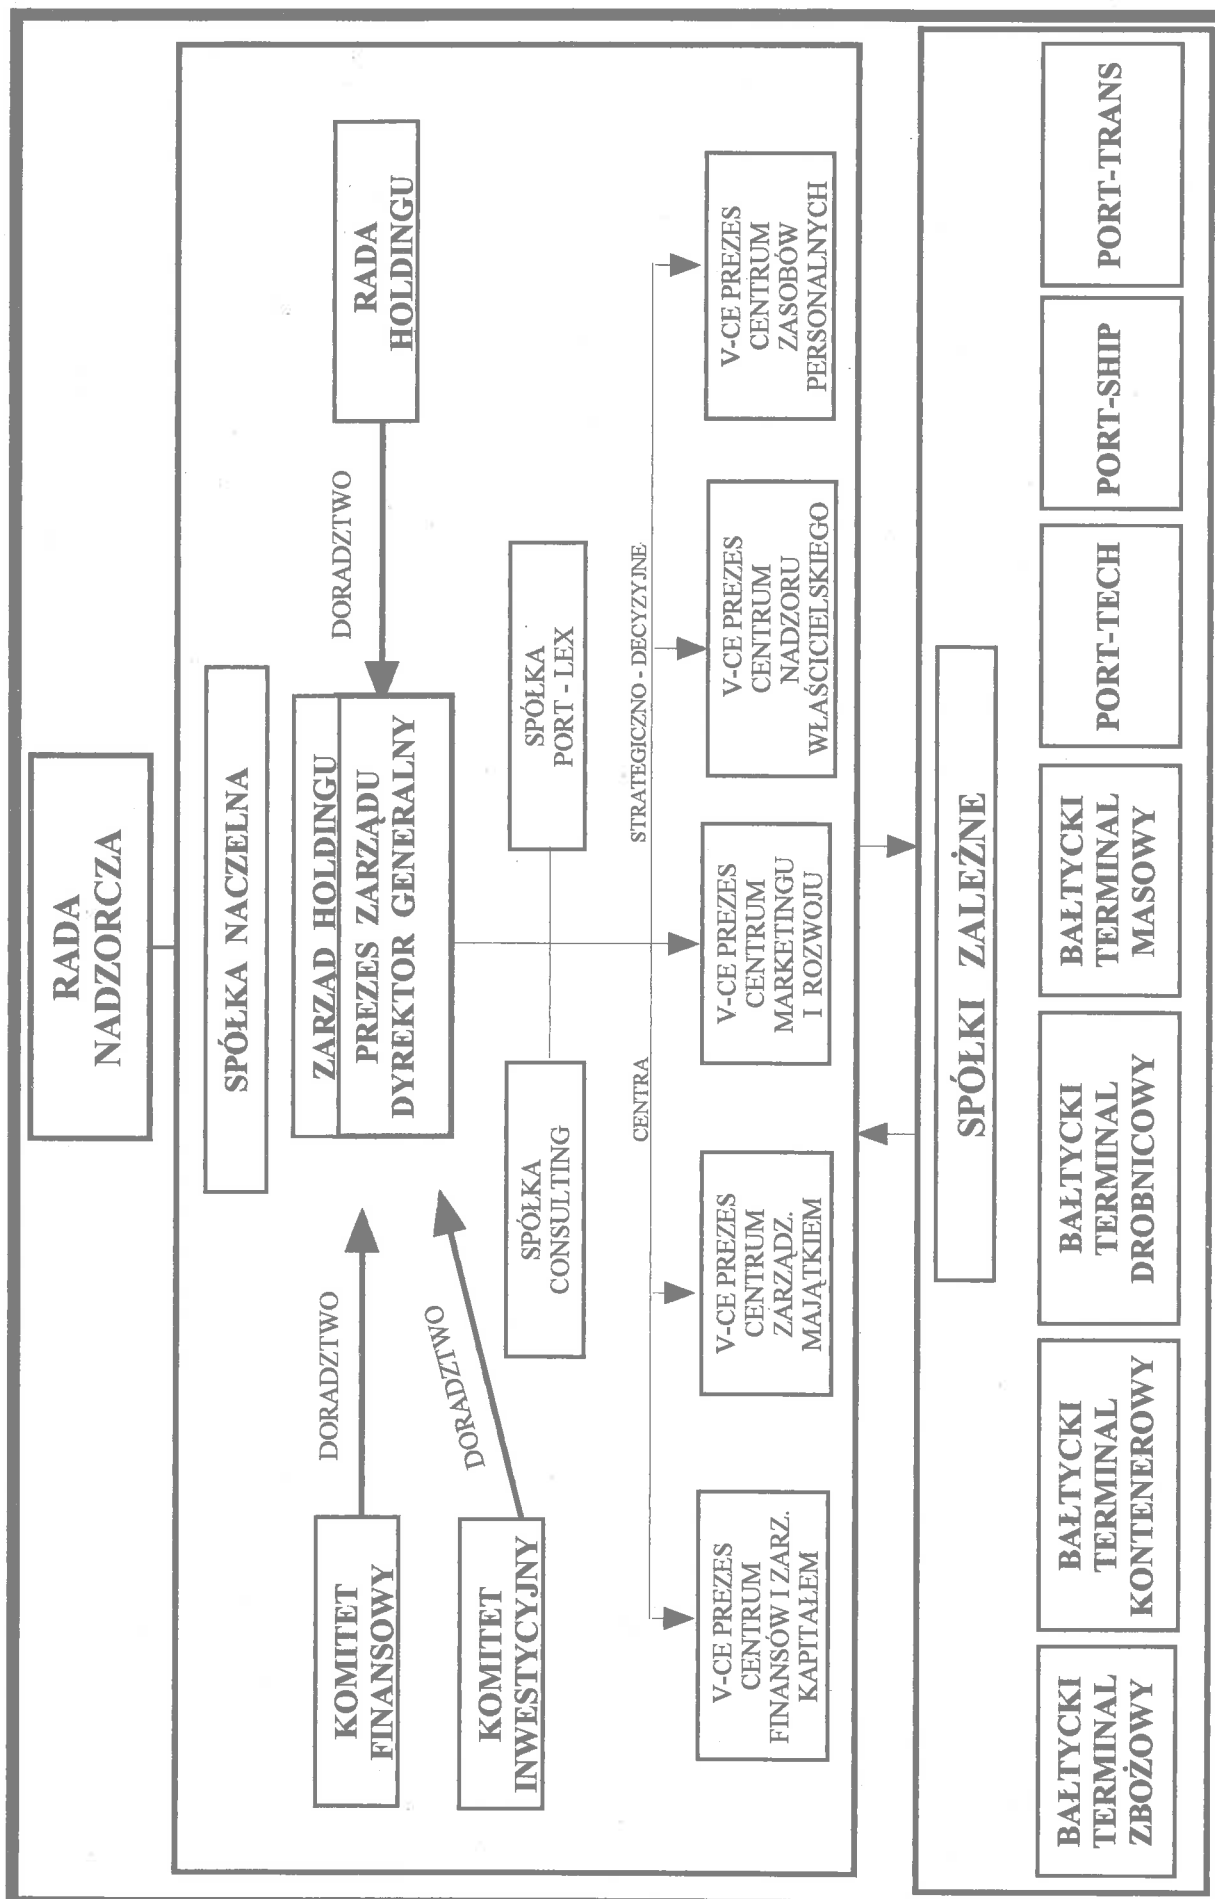 RADA
NADZORCZA
SPÓŁKA NACZELNA
ZARZĄD HOLDINGU
PREZES ZARZĄDU
DYREKTOR GENERALNY
RADA
HOLDINGU
DORADZTWO
KOMITET
FINANSOWY
DORADZTWO
KOMITET
INWESTYCYJNY
DORADZTWO
SPÓŁKA
CONSULTING
SPÓŁKA
PORT - LEX
CENTRA
STRATEGICZNO - DECYZYJNE
V-CE PREZES
CENTRUM
FINANSÓW I ZARZ.
KAPITAŁEM
V-CE PREZES
CENTRUM
ZARZĄDZ.
MAJĄTKIEM
V-CE PREZES
CENTRUM
MARKETINGU
I ROZWOJU
V-CE PREZES
CENTRUM
NADZORU
WŁAŚCICIELSKIEGO
V-CE PREZES
CENTRUM
ZASOBÓW
PERSONALNYCH
SPÓŁKI ZALEŻNE
BAŁTYCKI
TERMINAL
ZBOŻOWY
BAŁTYCKI
TERMINAL
KONTENEROWY
BAŁTYCKI
TERMINAL
DROBNICOWY
BAŁTYCKI
TERMINAL
MASOWY
PORT-TECH
PORT-SHIP
PORT-TRANS